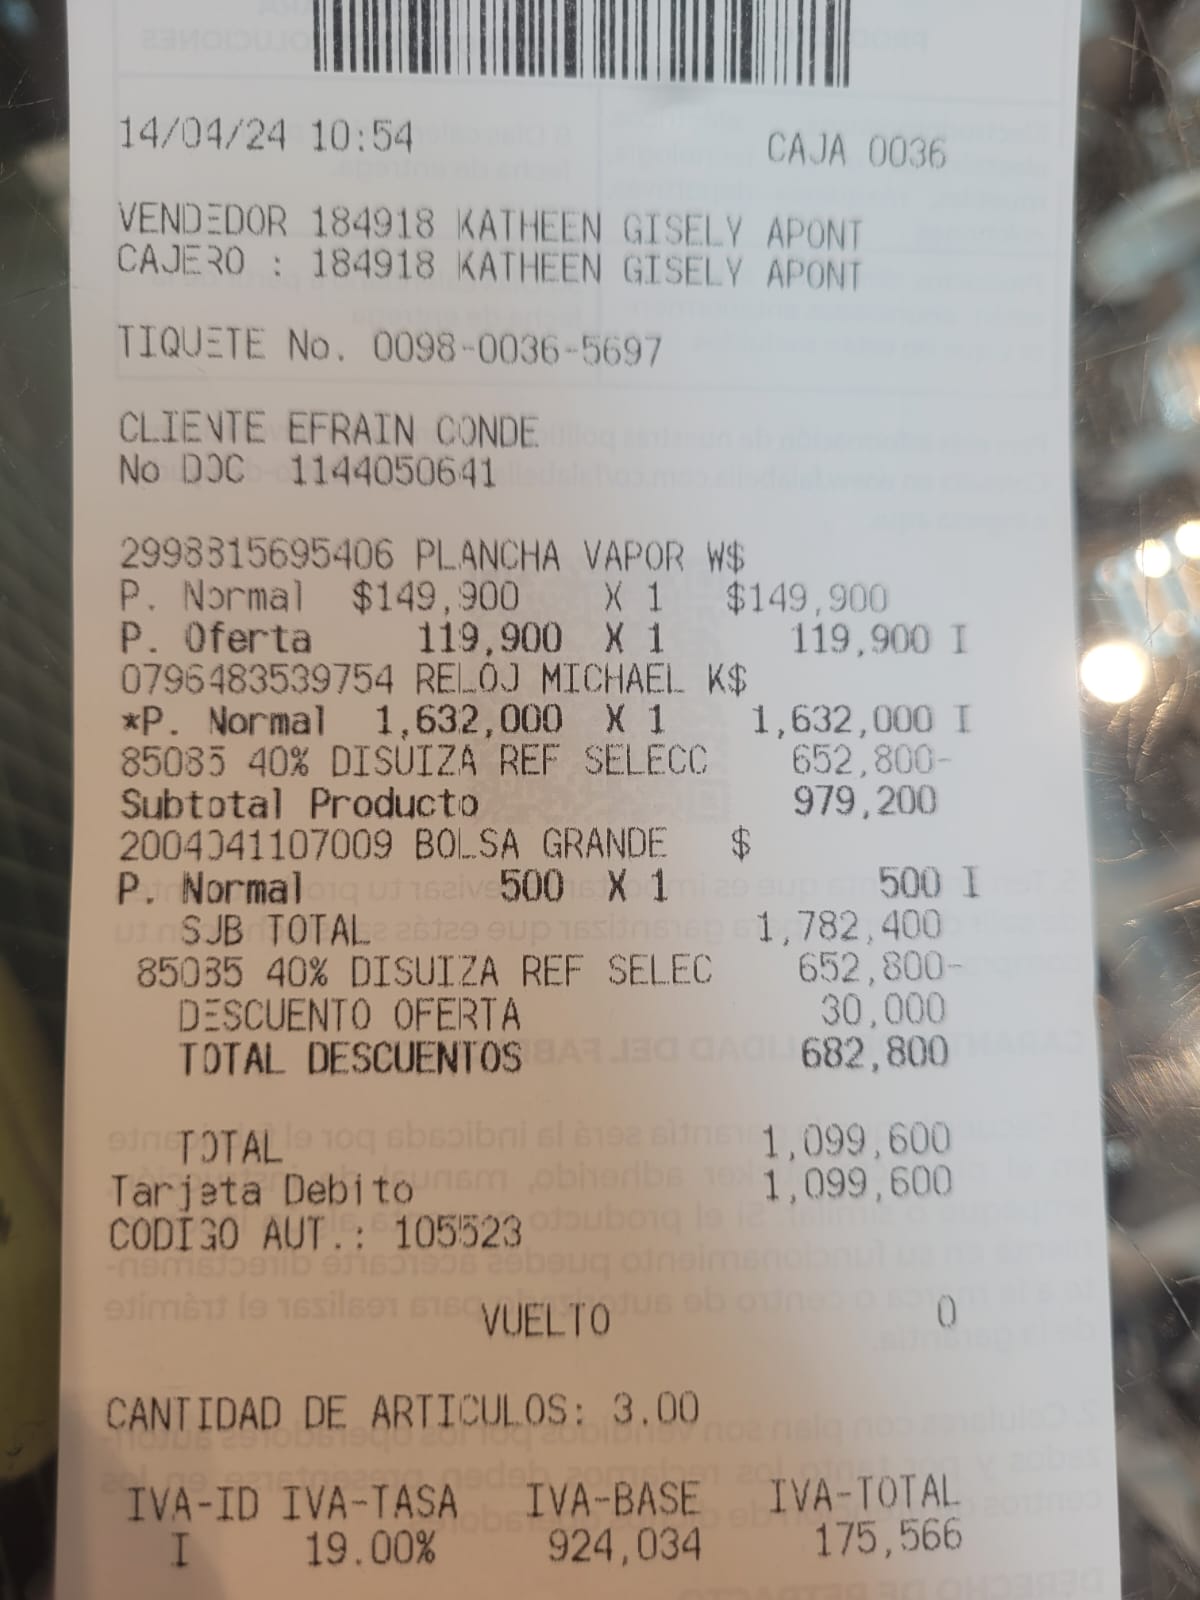 14/04/24 10:54 CAJA 0036
VENDEDOR 184918 KATHEEN GISELY APONT
CAJERO : 184918 KATHEEN GISELY APONT
TIQUETE No. 0098-0036-5697
CLIENTE EFRAIN CONDE
No DOC 1144050641
2998815695406 PLANCHA VAPOR W$
P. Normal $149,900 X 1 $149,900
P. Oferta 119,900 X 1 119,900 I
0796483539754 RELOJ MICHAEL K$
*P. Normal 1,632,000 X 1 1,632,000 I
85085 40% DISUIZA REF SELECC 652,800-
Subtotal Producto 979,200
2004041107009 BOLSA GRANDE $
P. Normal 500 X 1 500 I
SUB TOTAL 1,782,400
85085 40% DISUIZA REF SELEC 652,800-
DESCUENTO OFERTA 30,000
TOTAL DESCUENTOS 682,800
TOTAL 1,099,600
Tarjeta Debito 1,099,600
CODIGO AUT.: 105523
VUELTO 0
CANTIDAD DE ARTICULOS: 3.00
IVA-ID IVA-TASA IVA-BASE IVA-TOTAL
I 19.00% 924,034 175,566